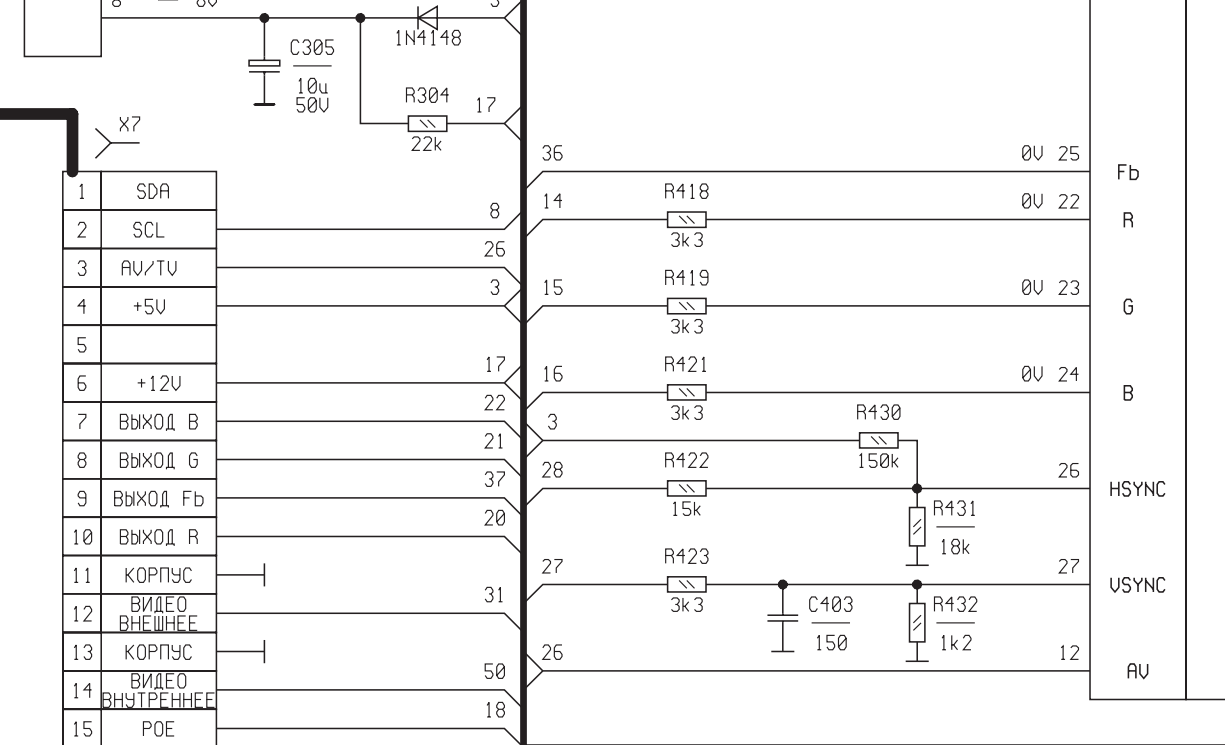 1N4148
C305
10u
50V
R304
22k
17
X7
1 SDA
2 SCL 8
3 AV/TV 26
4 +5V 3
5
6 +12V 17
7 ВЫХОД B 22
8 ВЫХОД G 21
9 ВЫХОД Fb 37
10 ВЫХОД R 20
11 КОРПУС
12 ВИДЕО
ВНЕШНЕЕ 31
13 КОРПУС
14 ВИДЕО
ВНУТРЕННЕЕ 50
15 РОЕ 18
36 0V 25 Fb
14 R418 0V 22 R
3k3
15 R419 0V 23 G
3k3
16 R421 0V 24 B
3k3
3 R430
150k
28 R422 26 HSYNC
15k
R431
18k
27 R423 27 VSYNC
3k3
C403
150
R432
1k2
26 12 AV